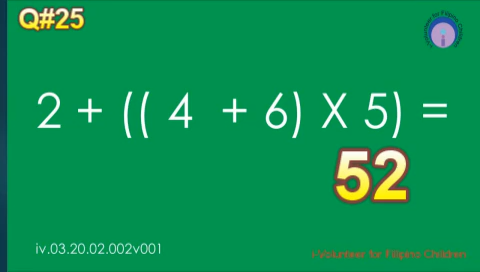 Q#25
2 + (( 4 + 6) X 5) =
52
iv.03.20.02.002v001
i-Volunteer for Filipino Children